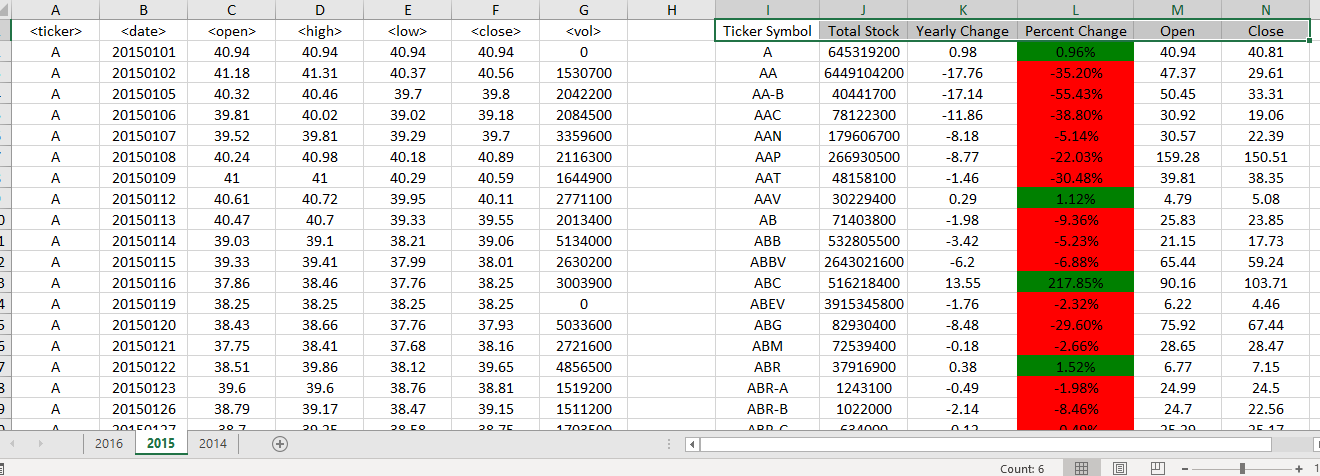 A B C D E F G H I J K L M N
<ticker> <date> <open> <high> <low> <close> <vol> Ticker Symbol Total Stock Yearly Change Percent Change Open Close
A 20150101 40.94 40.94 40.94 40.94 0 A 645319200 0.98 0.96% 40.94 40.81
A 20150102 41.18 41.31 40.37 40.56 1530700 AA 6449104200 -17.76 -35.20% 47.37 29.61
A 20150105 40.32 40.46 39.7 39.8 2042200 AA-B 40441700 -17.14 -55.43% 50.45 33.31
A 20150106 39.81 40.02 39.02 39.18 2084500 AAC 78122300 -11.86 -38.80% 30.92 19.06
A 20150107 39.52 39.81 39.29 39.7 3359600 AAN 179606700 -8.18 -5.14% 30.57 22.39
A 20150108 40.24 40.98 40.18 40.89 2116300 AAP 266930500 -8.77 -22.03% 159.28 150.51
A 20150109 41 41 40.29 40.59 1644900 AAT 48158100 -1.46 -30.48% 39.81 38.35
A 20150112 40.61 40.72 39.95 40.11 2771100 AAV 30229400 0.29 1.12% 4.79 5.08
A 20150113 40.47 40.7 39.33 39.55 2013400 AB 71403800 -1.98 -9.36% 25.83 23.85
A 20150114 39.03 39.1 38.21 39.06 5134000 ABB 532805500 -3.42 -5.23% 21.15 17.73
A 20150115 39.33 39.41 37.99 38.01 2630200 ABBV 2643021600 -6.2 -6.88% 65.44 59.24
A 20150116 37.86 38.46 37.76 38.25 3003900 ABC 516218400 13.55 217.85% 90.16 103.71
A 20150119 38.25 38.25 38.25 38.25 0 ABEV 3915345800 -1.76 -2.32% 6.22 4.46
A 20150120 38.43 38.66 37.76 37.93 5033600 ABG 82930400 -8.48 -29.60% 75.92 67.44
A 20150121 37.75 38.41 37.68 38.16 2721600 ABM 72539400 -0.18 -2.66% 28.65 28.47
A 20150122 38.51 39.86 38.12 39.65 4856500 ABR 37916900 0.38 1.52% 6.77 7.15
A 20150123 39.6 39.6 38.76 38.81 1519200 ABR-A 1243100 -0.49 -1.98% 24.99 24.5
A 20150126 38.79 39.17 38.47 39.15 1511200 ABR-B 1022000 -2.14 -8.46% 24.7 22.56
2016 2015 2014
Count: 6